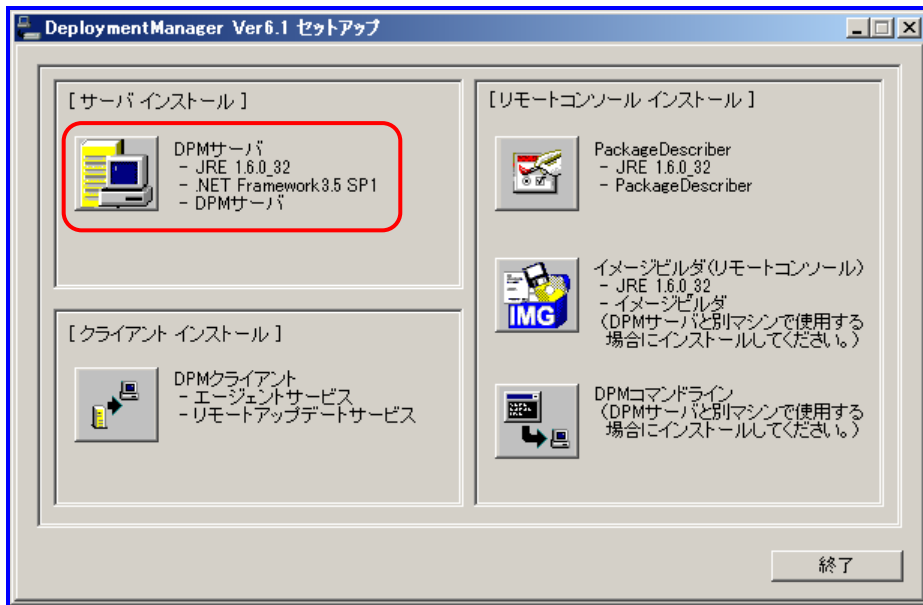 DeploymentManager Ver6.1 セットアップ
[ サーバ インストール ]
DPMサーバ
- JRE 1.6.0_32
- .NET Framework3.5 SP1
- DPMサーバ
[ クライアント インストール ]
DPMクライアント
- エージェントサービス
- リモートアップデートサービス
[ リモートコンソール インストール ]
PackageDescriber
- JRE 1.6.0_32
- PackageDescriber
IMG
イメージビルダ(リモートコンソール)
- JRE 1.6.0_32
- イメージビルダ
(DPMサーバと別マシンで使用する
場合にインストールしてください。)
DPMコマンドライン
(DPMサーバと別マシンで使用する
場合にインストールしてください。)
終了